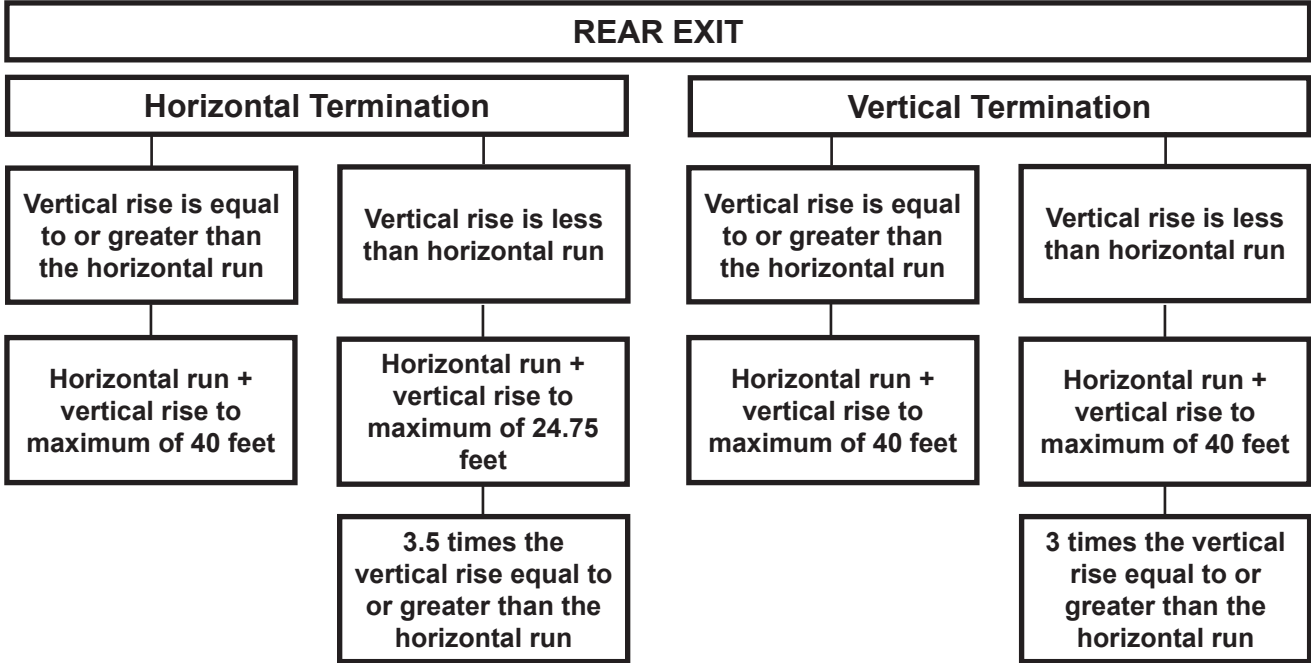 REAR EXIT
Horizontal Termination
Vertical Termination
Vertical rise is equal
to or greater than
the horizontal run
Vertical rise is less
than horizontal run
Vertical rise is equal
to or greater than
the horizontal run
Vertical rise is less
than horizontal run
Horizontal run +
vertical rise to
maximum of 40 feet
Horizontal run +
vertical rise to
maximum of 24.75
feet
Horizontal run +
vertical rise to
maximum of 40 feet
Horizontal run +
vertical rise to
maximum of 40 feet
3.5 times the
vertical rise equal to
or greater than the
horizontal run
3 times the vertical
rise equal to or
greater than the
horizontal run